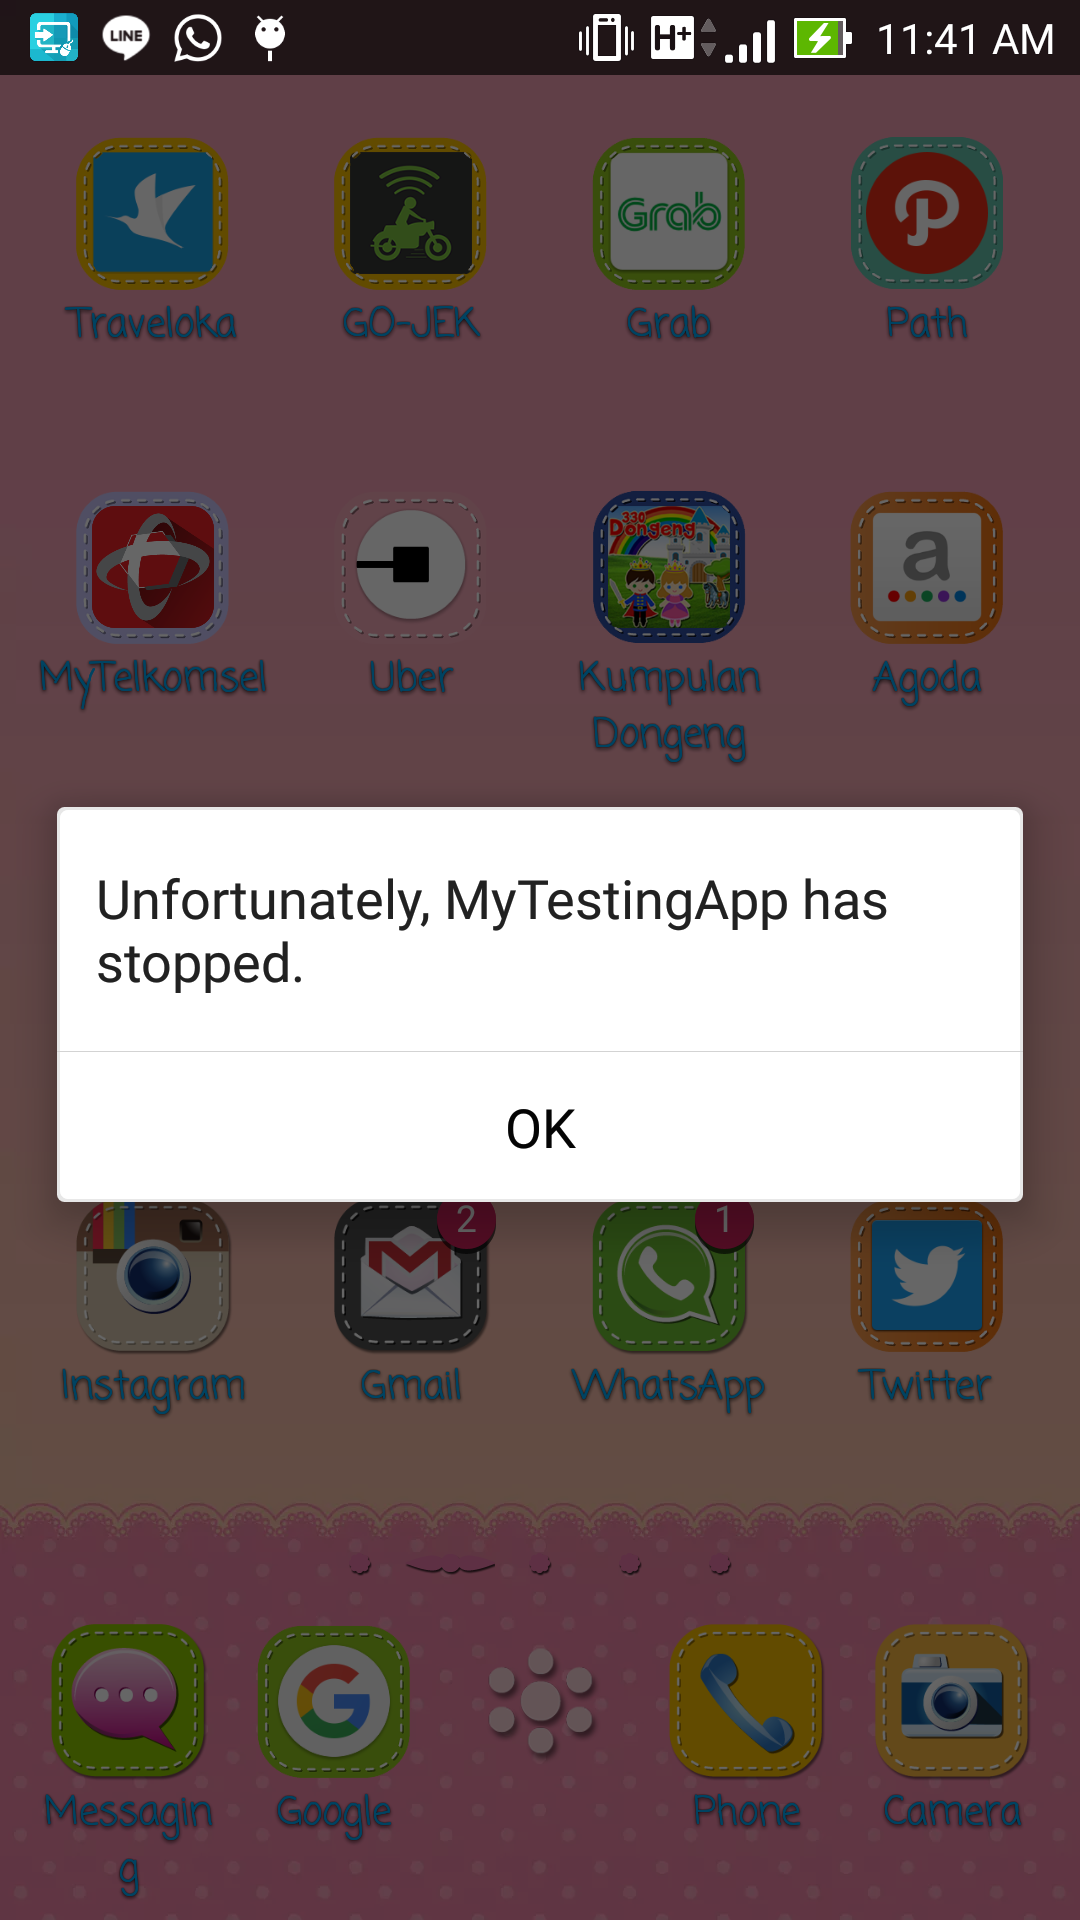 LINE
H+
11:41 AM
Grab
Traveloka
GO-JEK
Grab
Path
330
Dongeng
a
MyTelkomsel
Uber
Kumpulan
Dongeng
Agoda
Unfortunately, MyTestingApp has
stopped.
OK
2
1
Instagram
Gmail
WhatsApp
Twitter
G
Messagin
g
Google
Phone
Camera